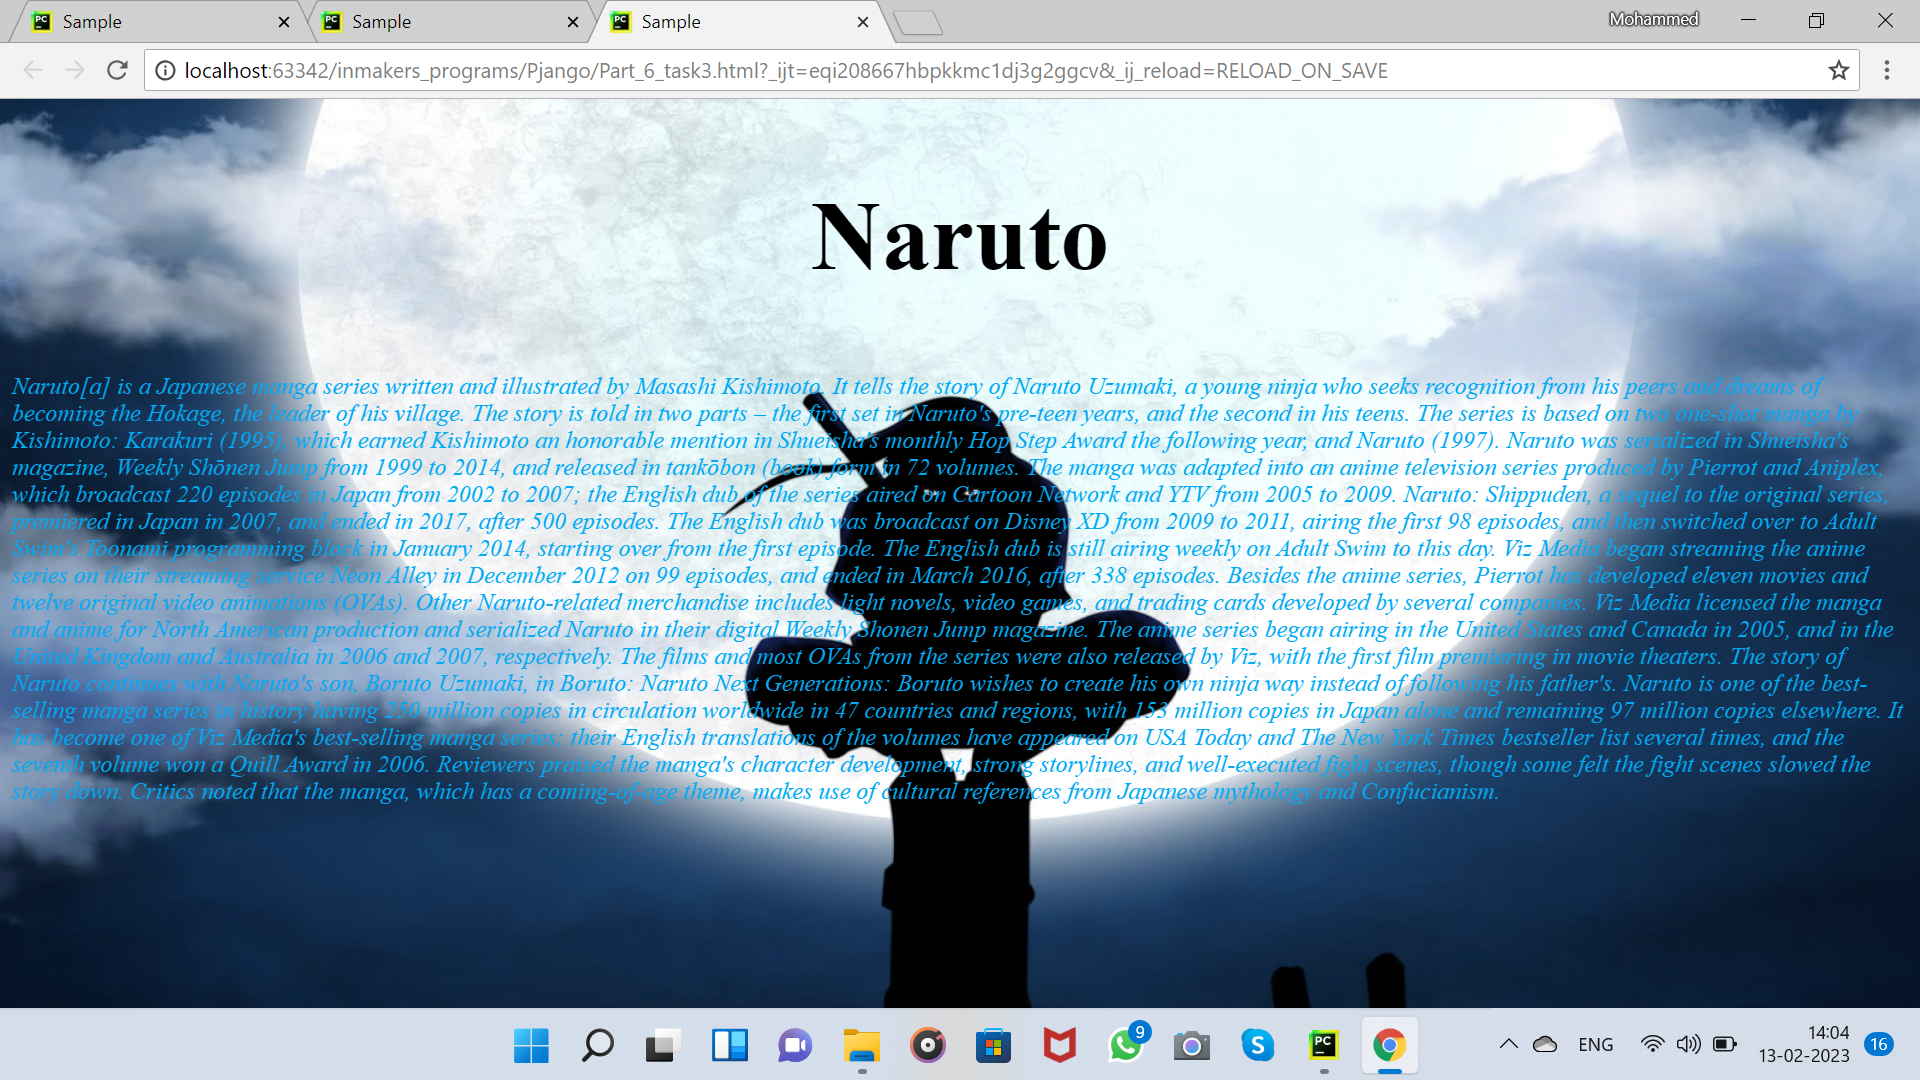 Sample
Sample
Sample
Mohammed
localhost:63342/inmakers_programs/Pjango/Part_6_task3.html?_ijt=eqi208667hbpkkmc1dj3g2ggcv&_ij_reload=RELOAD_ON_SAVE
Naruto
Naruto[a] is a Japanese manga series written and illustrated by Masashi Kishimoto. It tells the story of Naruto Uzumaki, a young ninja who seeks recognition from his peers and dreams of
becoming the Hokage, the leader of his village. The story is told in two parts – the first set in Naruto's pre-teen years, and the second in his teens. The series is based on two one-shot manga by
Kishimoto: Karakuri (1995), which earned Kishimoto an honorable mention in Shueisha's monthly Hop Step Award the following year, and Naruto (1997). Naruto was serialized in Shueisha's
magazine, Weekly Shōnen Jump from 1999 to 2014, and released in tankōbon (book) form in 72 volumes. The manga was adapted into an anime television series produced by Pierrot and Aniplex,
which broadcast 220 episodes in Japan from 2002 to 2007; the English dub of the series aired on Cartoon Network and YTV from 2005 to 2009. Naruto: Shippuden, a sequel to the original series,
premiered in Japan in 2007, and ended in 2017, after 500 episodes. The English dub was broadcast on Disney XD from 2009 to 2011, airing the first 98 episodes, and then switched over to Adult
Swim's Toonami programming block in January 2014, starting over from the first episode. The English dub is still airing weekly on Adult Swim to this day. Viz Media began streaming the anime
series on their streaming service Neon Alley in December 2012 on 99 episodes, and ended in March 2016, after 338 episodes. Besides the anime series, Pierrot has developed eleven movies and
twelve original video animations (OVAs). Other Naruto-related merchandise includes light novels, video games, and trading cards developed by several companies. Viz Media licensed the manga
and anime for North American production and serialized Naruto in their digital Weekly Shonen Jump magazine. The anime series began airing in the United States and Canada in 2005, and in the
United Kingdom and Australia in 2006 and 2007, respectively. The films and most OVAs from the series were also released by Viz, with the first film premiering in movie theaters. The story of
Naruto continues with Naruto's son, Boruto Uzumaki, in Boruto: Naruto Next Generations: Boruto wishes to create his own ninja way instead of following his father's. Naruto is one of the best-
selling manga series in history having 250 million copies in circulation worldwide in 47 countries and regions, with 153 million copies in Japan alone and remaining 97 million copies elsewhere. It
has become one of Viz Media's best-selling manga series; their English translations of the volumes have appeared on USA Today and The New York Times bestseller list several times, and the
seventh volume won a Quill Award in 2006. Reviewers praised the manga's character development, strong storylines, and well-executed fight scenes, though some felt the fight scenes slowed the
story down. Critics noted that the manga, which has a coming-of-age theme, makes use of cultural references from Japanese mythology and Confucianism.
9
PC
ENG
14:04
13-02-2023
16